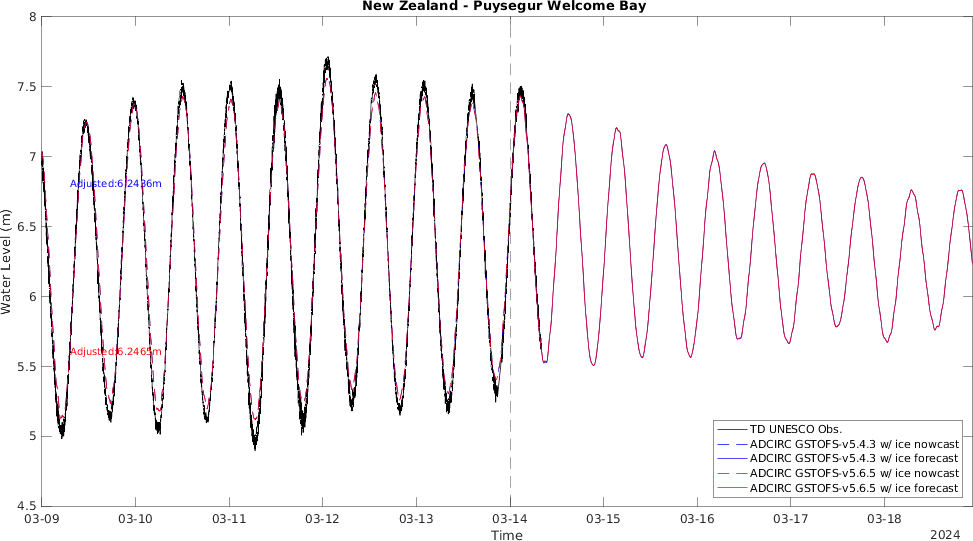 New Zealand - Puysegur Welcome Bay
8
7.5
7
6.5
6
5.5
5
4.5
Water Level (m)
Adjusted:6.2436m
Adjusted:6.2465m
TD UNESCO Obs.
ADCIRC GSTOFS-v5.4.3 w/ ice nowcast
ADCIRC GSTOFS-v5.4.3 w/ ice forecast
ADCIRC GSTOFS-v5.6.5 w/ ice nowcast
ADCIRC GSTOFS-v5.6.5 w/ ice forecast
03-09 03-10 03-11 03-12 03-13 03-14 03-15 03-16 03-17 03-18
Time
2024